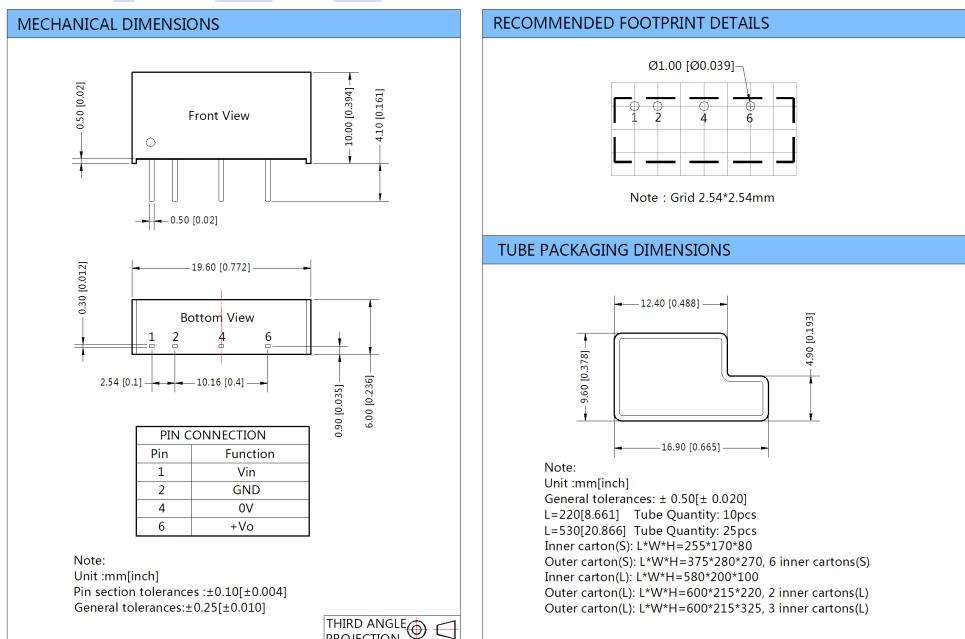 MECHANICAL DIMENSIONS
0.50 [0.02]
Front View
10.00 [0.394]
4.10 [0.161]
0.50 [0.02]
19.60 [0.772]
0.30 [0.012]
Bottom View
1 2 4 6
2.54 [0.1]
10.16 [0.4]
0.90 [0.035]
6.00 [0.236]
PIN CONNECTION
Pin Function
1 Vin
2 GND
4 0V
6 +Vo
Note:
Unit :mm[inch]
Pin section tolerances :±0.10[±0.004]
General tolerances:±0.25[±0.010]
THIRD ANGLE
PROJECTION
RECOMMENDED FOOTPRINT DETAILS
Ø1.00 [Ø0.039]
1 2 4 6
Note : Grid 2.54*2.54mm
TUBE PACKAGING DIMENSIONS
12.40 [0.488]
4.90 [0.193]
9.60 [0.378]
16.90 [0.665]
Note:
Unit :mm[inch]
General tolerances: ± 0.50[± 0.020]
L=220[8.661] Tube Quantity: 10pcs
L=530[20.866] Tube Quantity: 25pcs
Inner carton(S): L*W*H=255*170*80
Outer carton(S): L*W*H=375*280*270, 6 inner cartons(S)
Inner carton(L): L*W*H=580*200*100
Outer carton(L): L*W*H=600*215*220, 2 inner cartons(L)
Outer carton(L): L*W*H=600*215*325, 3 inner cartons(L)